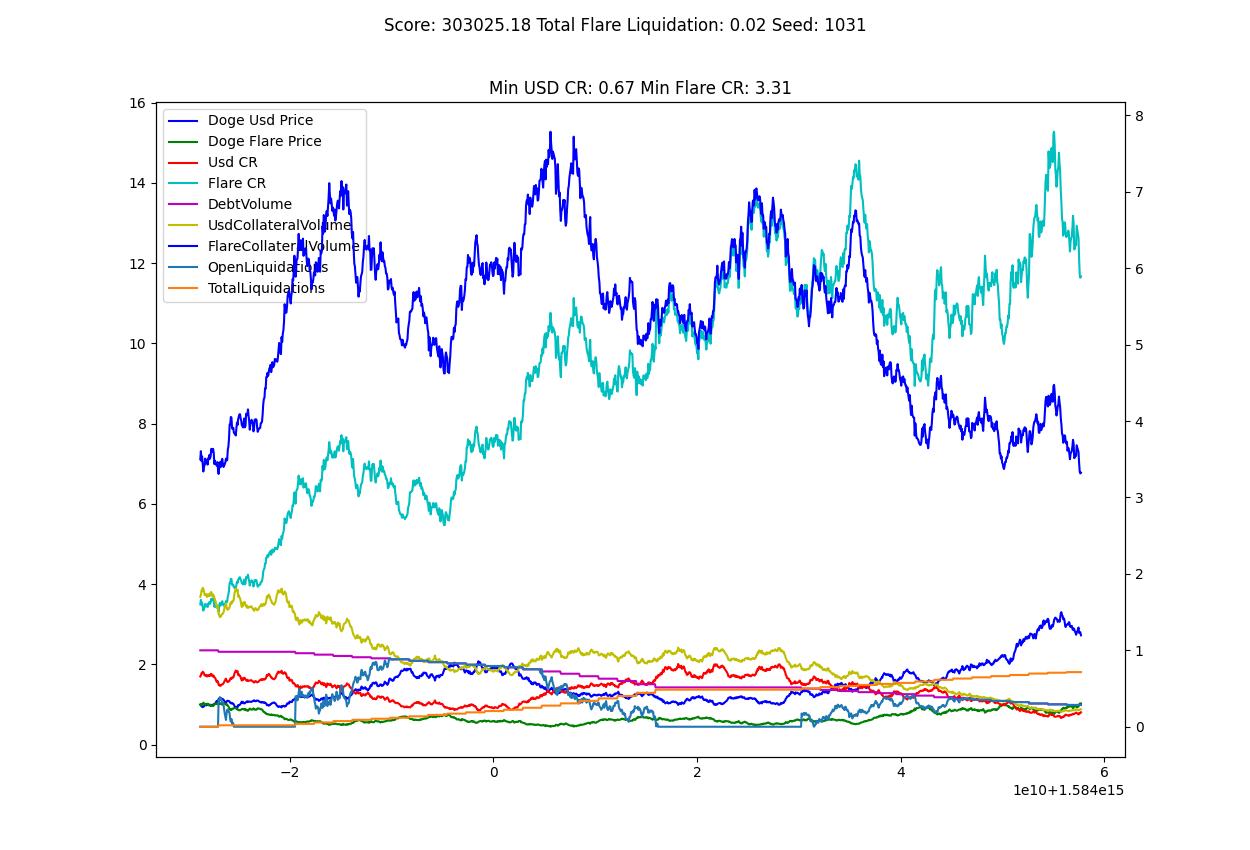 Score: 303025.18 Total Flare Liquidation: 0.02 Seed: 1031
Min USD CR: 0.67 Min Flare CR: 3.31
Doge Usd Price
Doge Flare Price
Usd CR
Flare CR
DebtVolume
UsdCollateralVolume
FlareCollateralVolume
OpenLiquidations
TotalLiquidations
16
14
12
10
8
6
4
2
0
8
7
6
5
4
3
2
1
0
−2
0
2
4
6
1e10+1.584e15